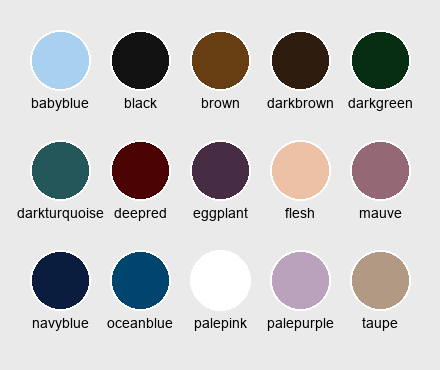 babyblue black brown darkbrown darkgreen
darkturquoise deepred eggplant flesh mauve
navyblue oceanblue palepink palepurple taupe